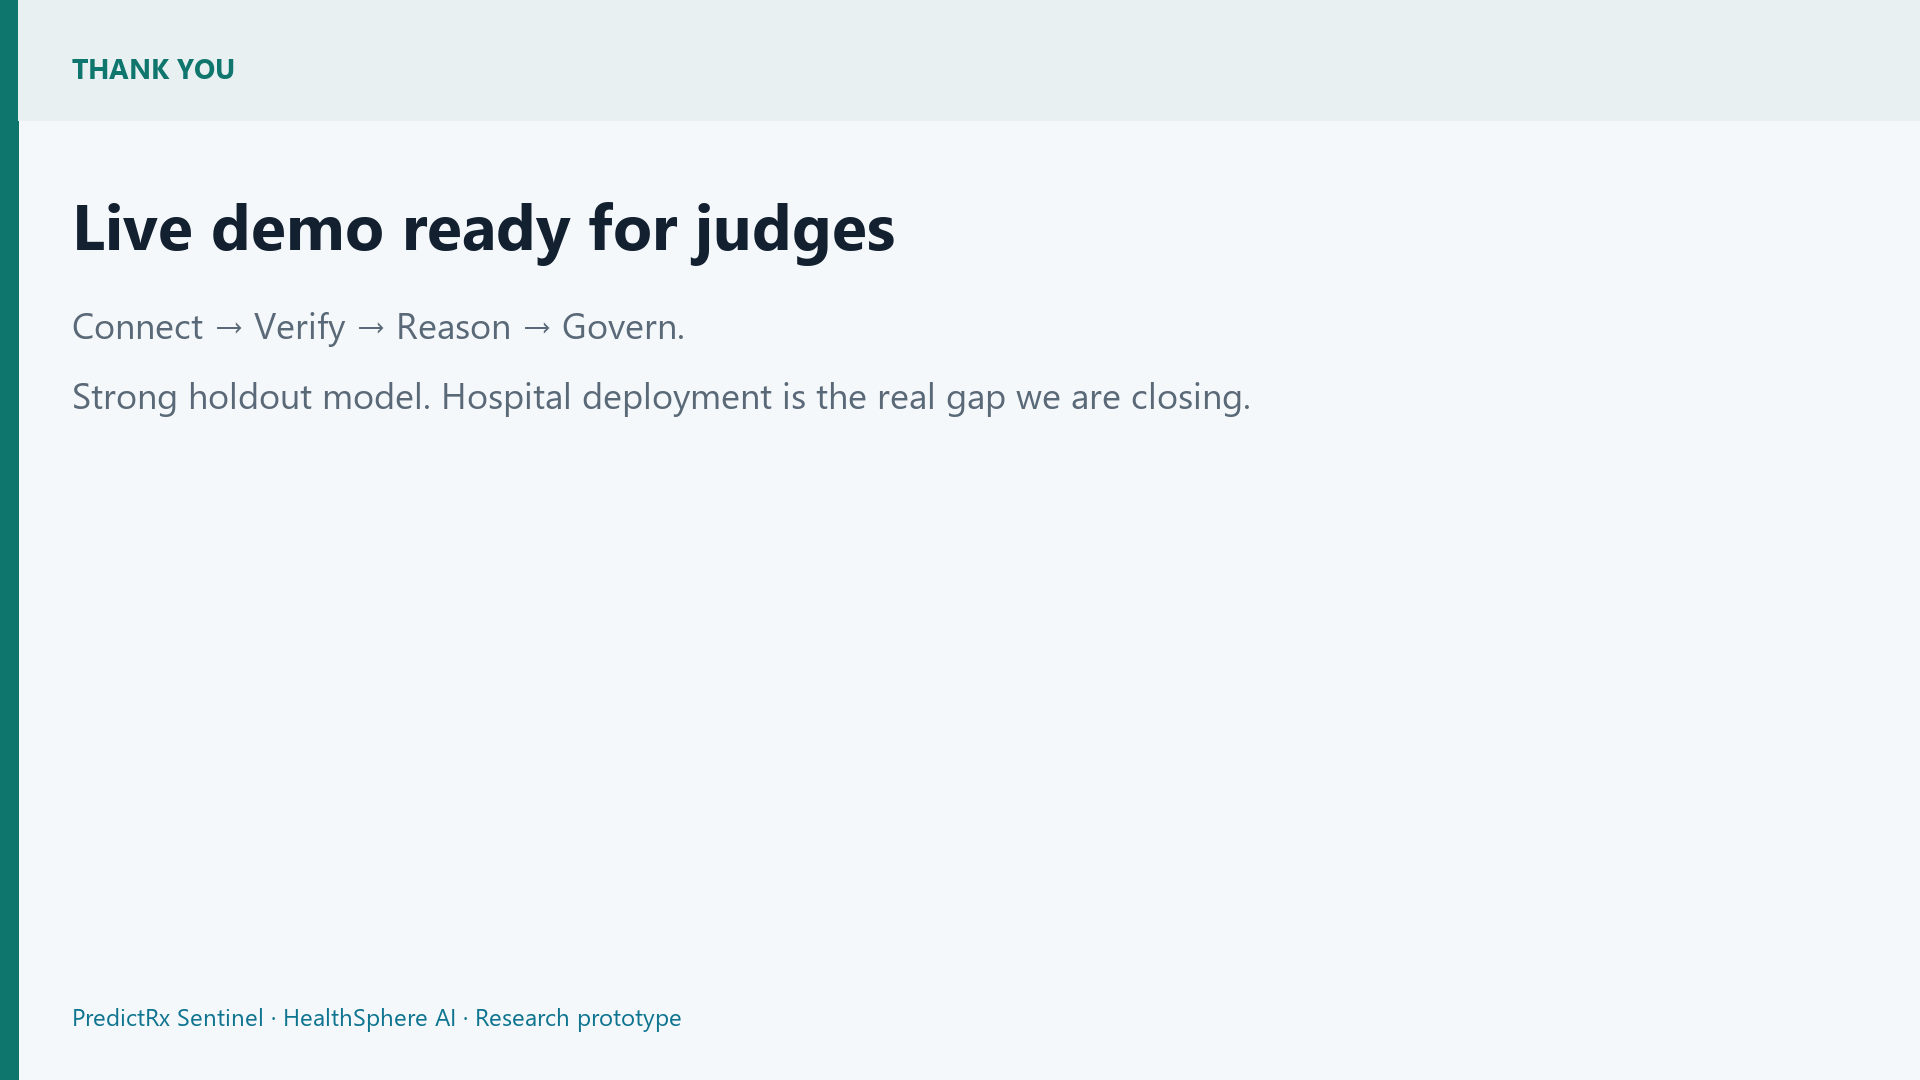 THANK YOU
Live demo ready for judges
Connect → Verify → Reason → Govern.
Strong holdout model. Hospital deployment is the real gap we are closing.
PredictRx Sentinel · HealthSphere AI · Research prototype